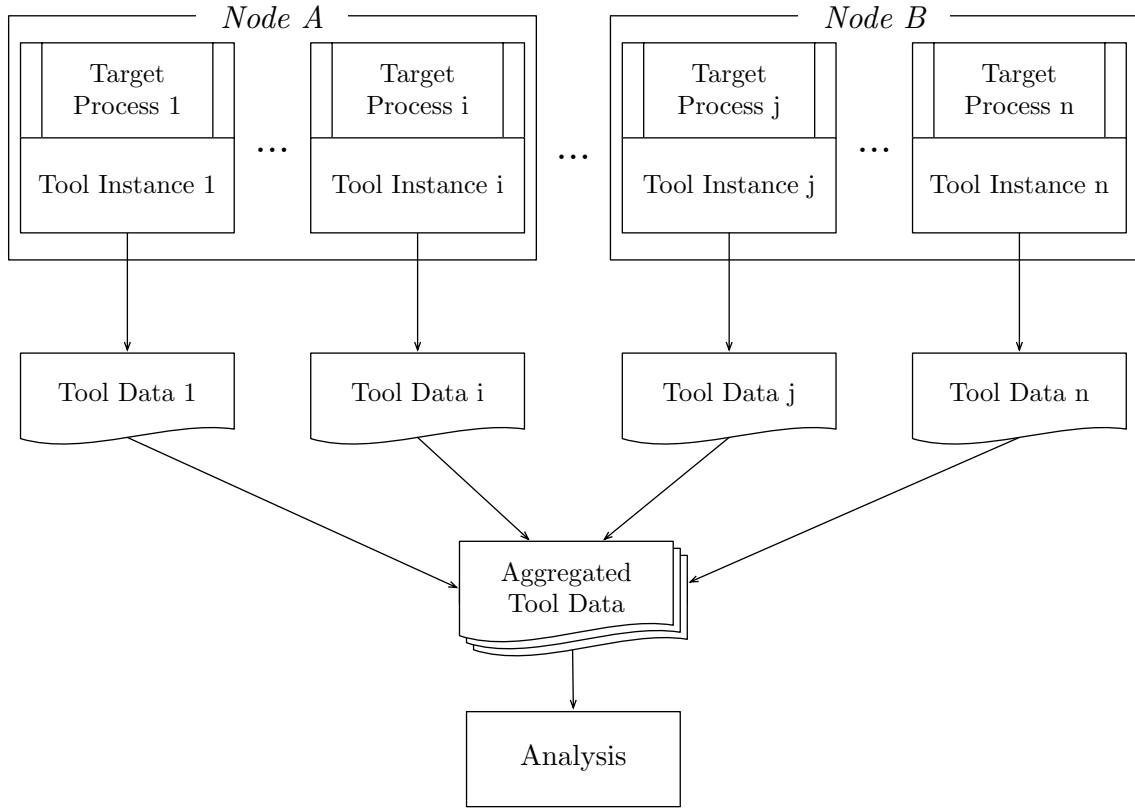 Node A
Node B
Target
Process 1
Target
Process i
Target
Process j
Target
Process n
...
...
...
Tool Instance 1
Tool Instance i
Tool Instance j
Tool Instance n
Tool Data 1
Tool Data i
Tool Data j
Tool Data n
Aggregated
Tool Data
Analysis